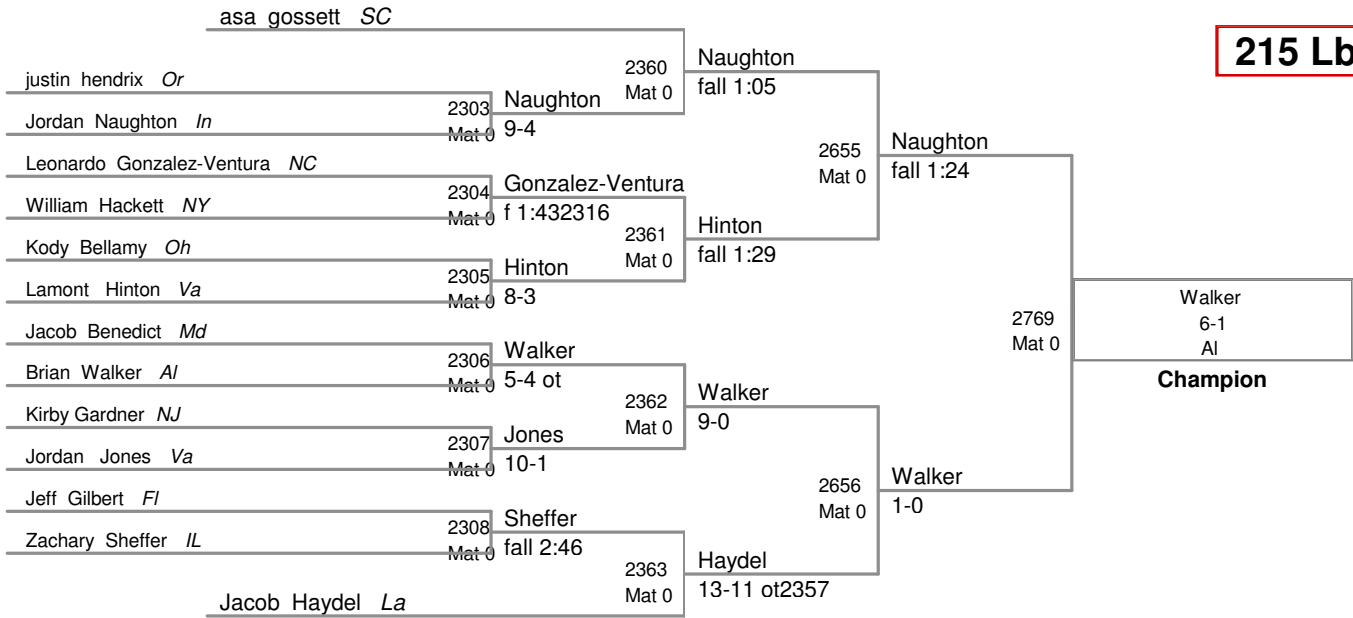 asa gossett SC
215 Lb
justin hendrix Or
Jordan Naughton In
2303
Mat 0
Naughton
9-4
2360
Mat 0
Naughton
fall 1:05
Leonardo Gonzalez-Ventura NC
William Hackett NY
2304
Mat 0
Gonzalez-Ventura
f 1:432316
Kody Bellamy Oh
Lamont Hinton Va
2305
Mat 0
Hinton
8-3
2361
Mat 0
Hinton
fall 1:29
2655
Mat 0
Naughton
fall 1:24
Jacob Benedict Md
Brian Walker Al
2306
Mat 0
Walker
5-4 ot
Kirby Gardner NJ
Jordan Jones Va
2307
Mat 0
Jones
10-1
2362
Mat 0
Walker
9-0
Jeff Gilbert Fl
Zachary Sheffer IL
2308
Mat 0
Sheffer
fall 2:46
Jacob Haydel La
2363
Mat 0
Haydel
13-11 ot2357
2656
Mat 0
Walker
1-0
2769
Mat 0
Walker
6-1
Al
Champion